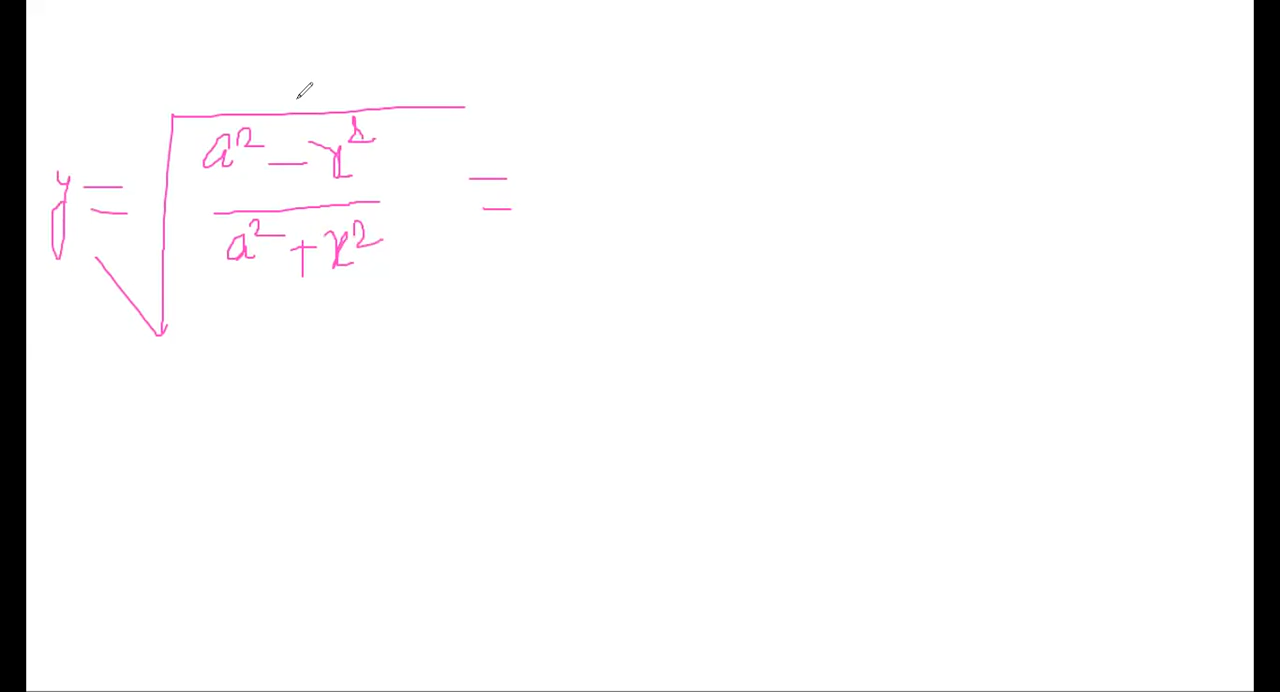 y = √((a² - x²)/(a² + x²)) =